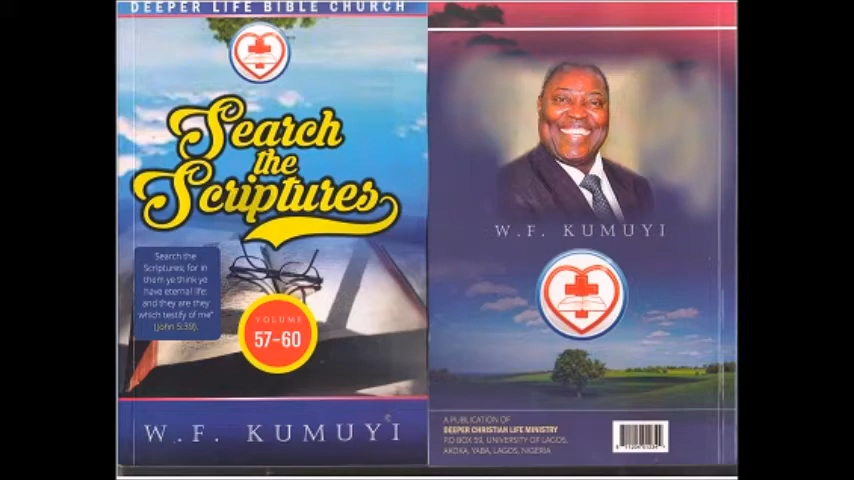 DEEPER LIFE BIBLE CHURCH
Search
the
Scriptures
Search the
Scriptures; for in
them ye think ye
have eternal life:
and they are they
which testify of me"
(John 5:39).
VOLUME
57-60
W.F. KUMUYI
W.F. KUMUYI
A PUBLICATION OF
DEEPER CHRISTIAN LIFE MINISTRY
P.O BOX 59, UNIVERSITY OF LAGOS,
AKOKA, YABA, LAGOS, NIGERIA